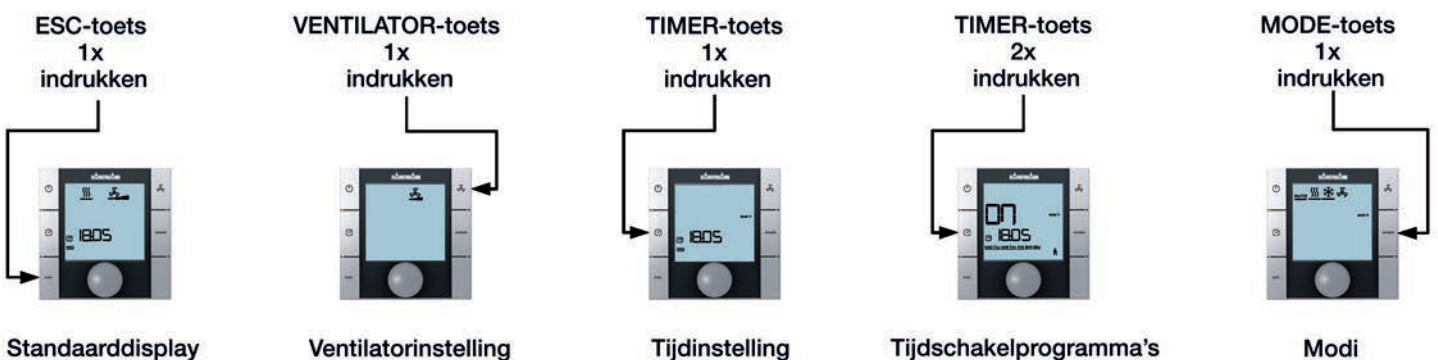 ESC-toets
1x
indrukken
VENTILATOR-toets
1x
indrukken
TIMER-toets
1x
indrukken
TIMER-toets
2x
indrukken
MODE-toets
1x
indrukken
18:05
18:05
ON
18:05
Standaarddisplay
Ventilatorinstelling
Tijdinstelling
Tijdschakelprogramma's
Modi